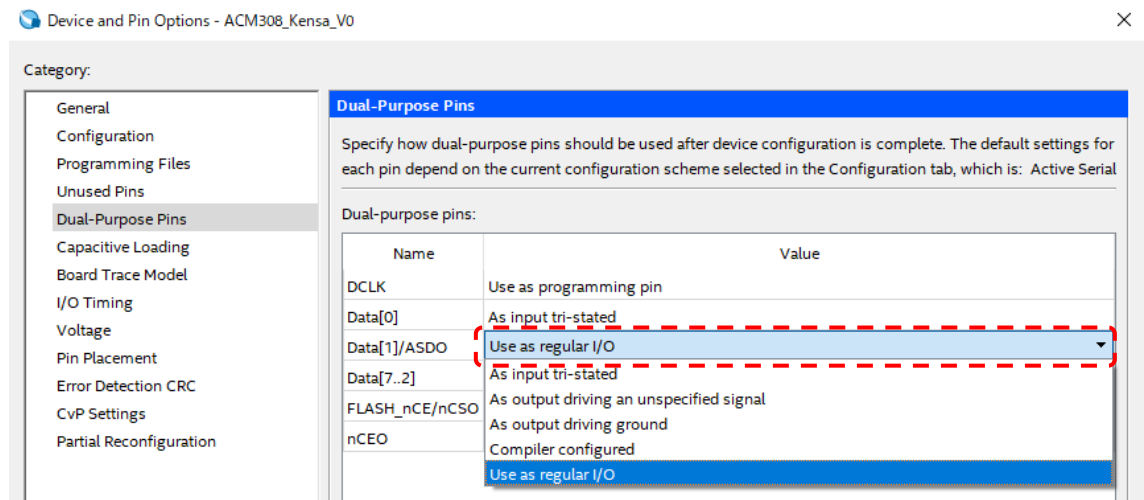 Device and Pin Options - ACM308_Kensa_V0
Category:
General
Configuration
Programming Files
Unused Pins
Dual-Purpose Pins
Capacitive Loading
Board Trace Model
I/O Timing
Voltage
Pin Placement
Error Detection CRC
CvP Settings
Partial Reconfiguration
Dual-Purpose Pins
Specify how dual-purpose pins should be used after device configuration is complete. The default settings for
each pin depend on the current configuration scheme selected in the Configuration tab, which is: Active Serial
Dual-purpose pins:
Name Value
DCLK Use as programming pin
Data[0] As input tri-stated
Data[1]/ASDO Use as regular I/O
Data[7..2]
FLASH_nCE/nCSO
nCEO
As input tri-stated
As output driving an unspecified signal
As output driving ground
Compiler configured
Use as regular I/O